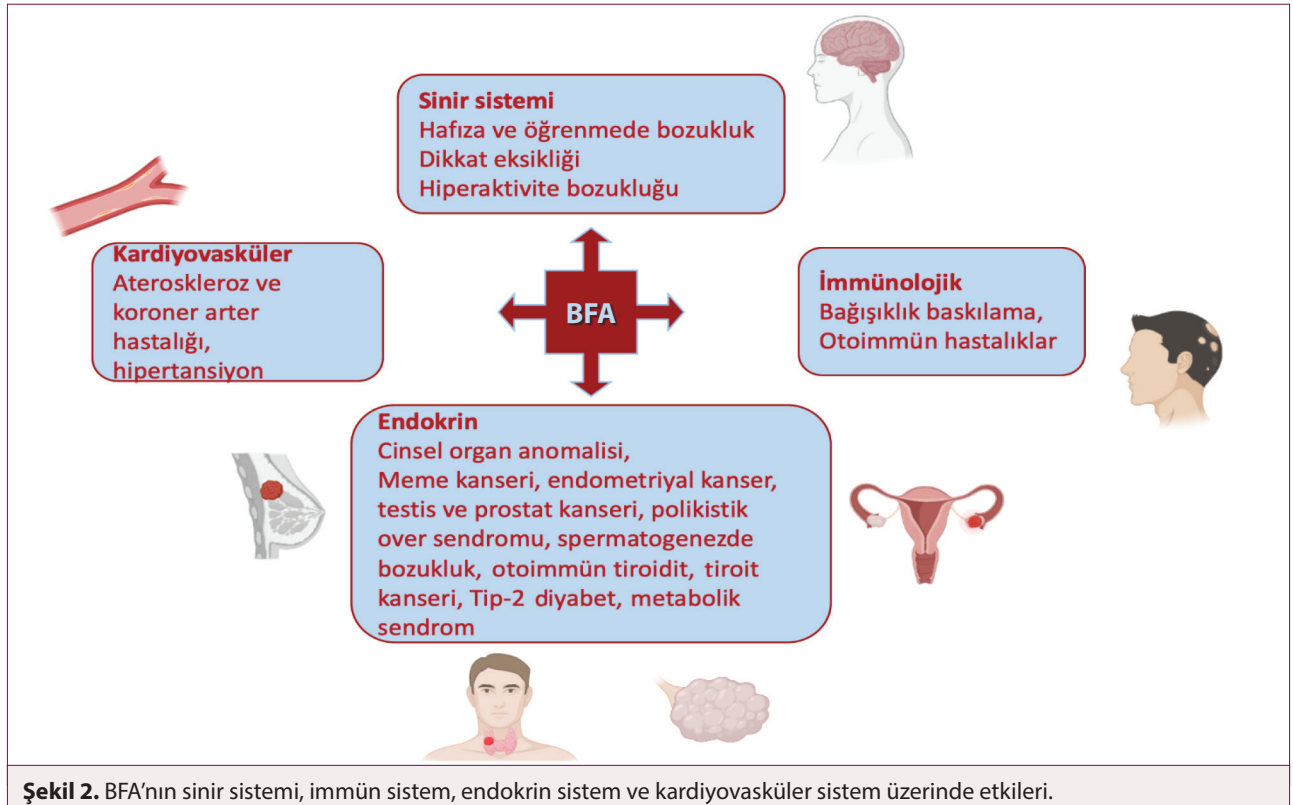 Sinir sistemi
Hafıza ve öğrenmede bozukluk
Dikkat eksikliği
Hiperaktivite bozukluğu
Kardiyovasküler
Ateroskleroz ve
koroner arter
hastalığı,
hipertansiyon
BFA
İmmünolojik
Bağışıklık baskılama,
Otoimmün hastalıklar
Endokrin
Cinsel organ anomalisi,
Meme kanseri, endometriyal kanser,
testis ve prostat kanseri, polikistik
over sendromu, spermatogenezde
bozukluk, otoimmün tiroidit, tiroit
kanseri, Tip-2 diyabet, metabolik
sendrom
Şekil 2. BFA’nın sinir sistemi, immün sistem, endokrin sistem ve kardiyovasküler sistem üzerinde etkileri.